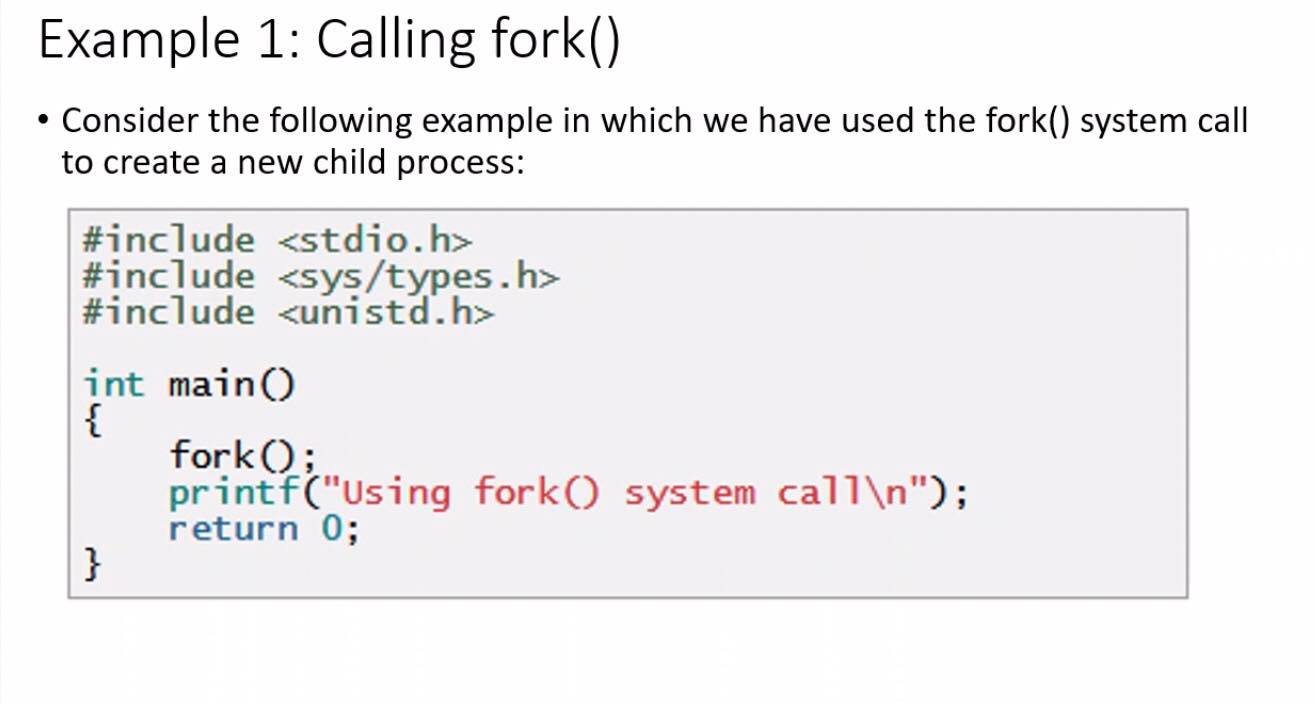 Example 1: Calling fork()
• Consider the following example in which we have used the fork() system call
to create a new child process:
#include <stdio.h>
#include <sys/types.h>
#include <unistd.h>
int main()
{
    fork();
    printf("Using fork() system call\n");
    return 0;
}